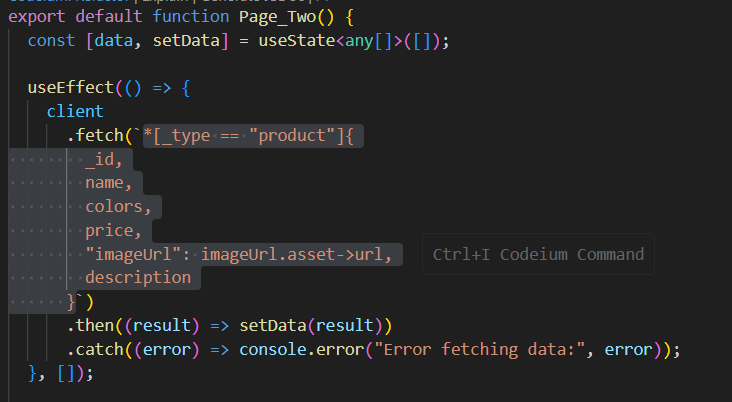 export default function Page_Two() {
const [data, setData] = useState<any[]>([]);
useEffect(() => {
client
.fetch(`*[_type == "product"]{
_id,
name,
colors,
price,
"imageUrl": imageUrl.asset->url,
Ctrl+I Codeium Command
description
}`)
.then((result) => setData(result))
.catch((error) => console.error("Error fetching data:", error));
}, []);